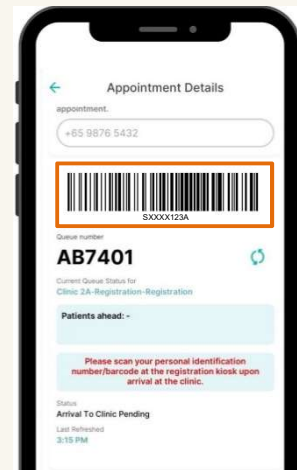 Appointment Details
appointment.
+65 9876 5432
SXXXX123A
Queue number
AB7401
Current Queue Status for
Clinic 2A-Registration-Registration
Patients ahead: -
Please scan your personal identification
number/barcode at the registration kiosk upon
arrival at the clinic.
Status
Arrival To Clinic Pending
Last Refreshed
3:15 PM